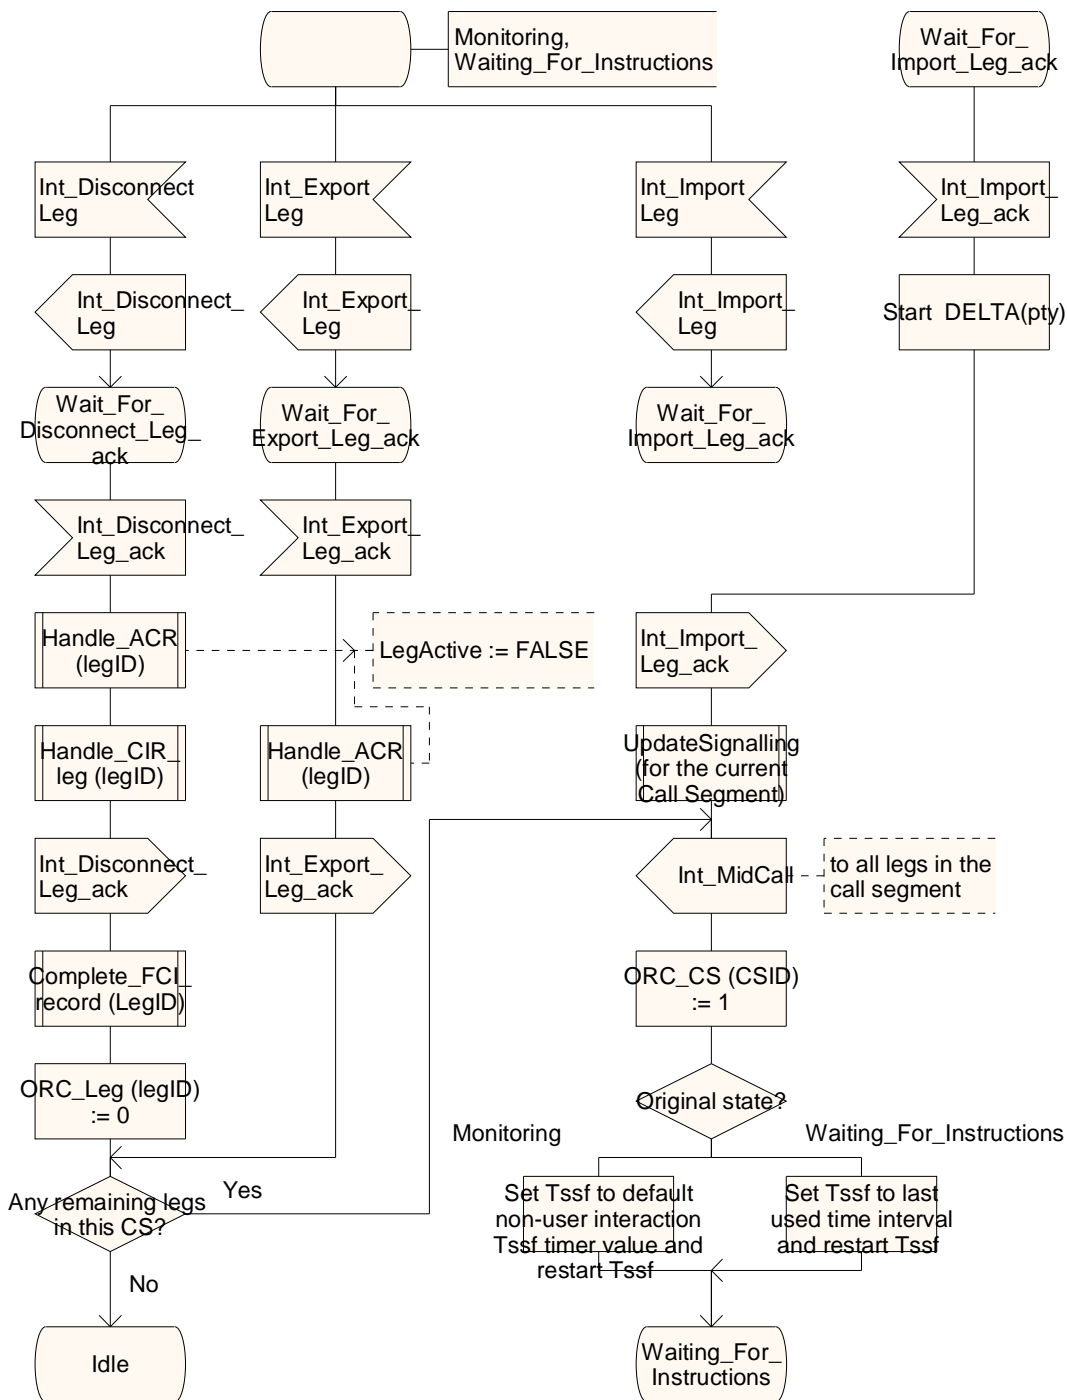 Monitoring,
Waiting_For_Instructions
Wait_For_
Import_Leg_ack
Int_Disconnect
Leg
Int_Export
Leg
Int_Import
Leg
Int_Import_
Leg_ack
Int_Disconnect_
Leg
Int_Export_
Leg
Int_Import_
Leg
Start DELTA(pty)
Wait_For_
Disconnect_Leg_
ack
Wait_For_
Export_Leg_ack
Wait_For_
Import_Leg_ack
Int_Disconnect_
Leg_ack
Int_Export_
Leg_ack
Handle_ACR
(legID)
LegActive := FALSE
Int_Import_
Leg_ack
Handle_CIR_
leg (legID)
Handle_ACR
(legID)
UpdateSignalling
(for the current
Call Segment)
Int_Disconnect_
Leg_ack
Int_Export_
Leg_ack
Int_MidCall
to all legs in the
call segment
Complete_FCI_
record (LegID)
ORC_CS (CSID)
:= 1
ORC_Leg (legID)
:= 0
Original state?
Monitoring
Waiting_For_Instructions
Any remaining legs
in this CS?
Yes
Set Tssf to default
non-user interaction
Tssf timer value and
restart Tssf
Set Tssf to last
used time interval
and restart Tssf
No
Idle
Waiting_For_
Instructions